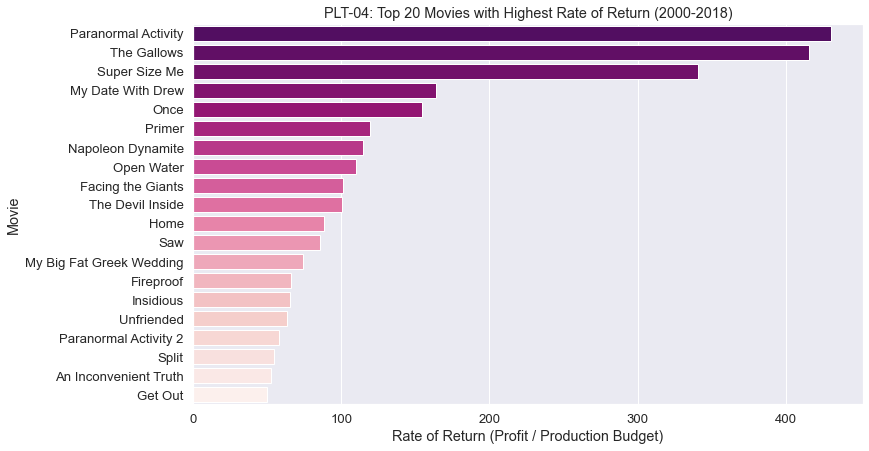 PLT-04: Top 20 Movies with Highest Rate of Return (2000-2018)
Movie
Paranormal Activity
The Gallows
Super Size Me
My Date With Drew
Once
Primer
Napoleon Dynamite
Open Water
Facing the Giants
The Devil Inside
Home
Saw
My Big Fat Greek Wedding
Fireproof
Insidious
Unfriended
Paranormal Activity 2
Split
An Inconvenient Truth
Get Out
0 100 200 300 400
Rate of Return (Profit / Production Budget)